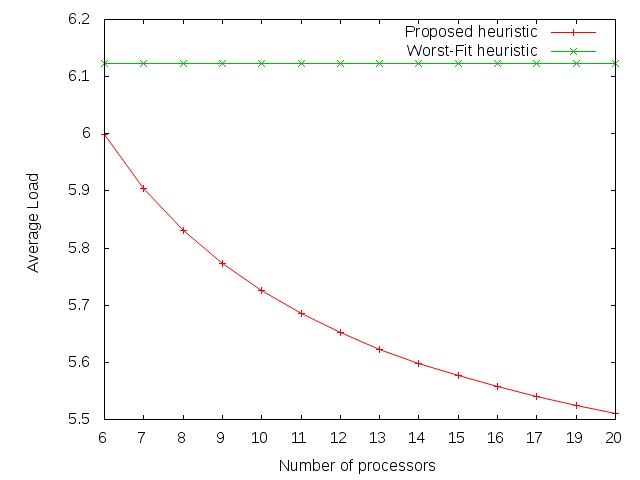 6.2
Proposed heuristic
Worst-Fit heuristic
6.1
6
5.9
5.8
5.7
5.6
5.5
Average Load
6 7 8 9 10 11 12 13 14 15 16 17 19 20
Number of processors